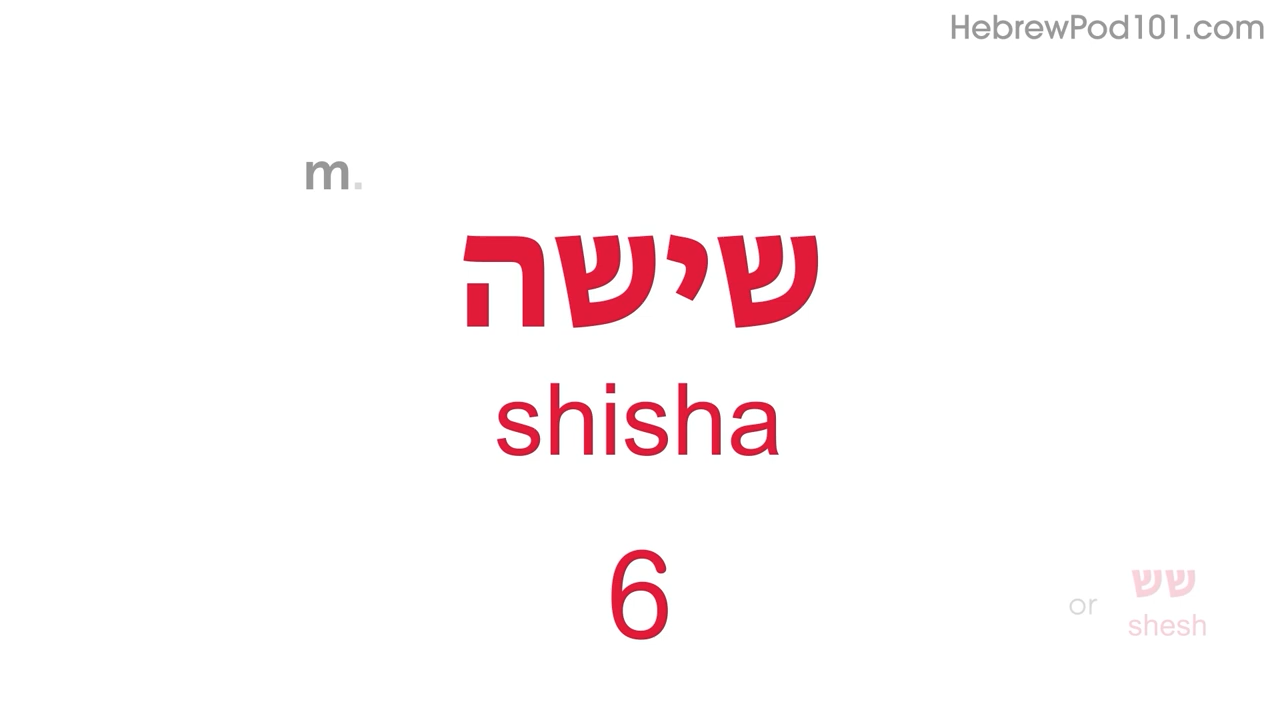 HebrewPod101.com
m.
שישה
shisha
6
or
שש
shesh